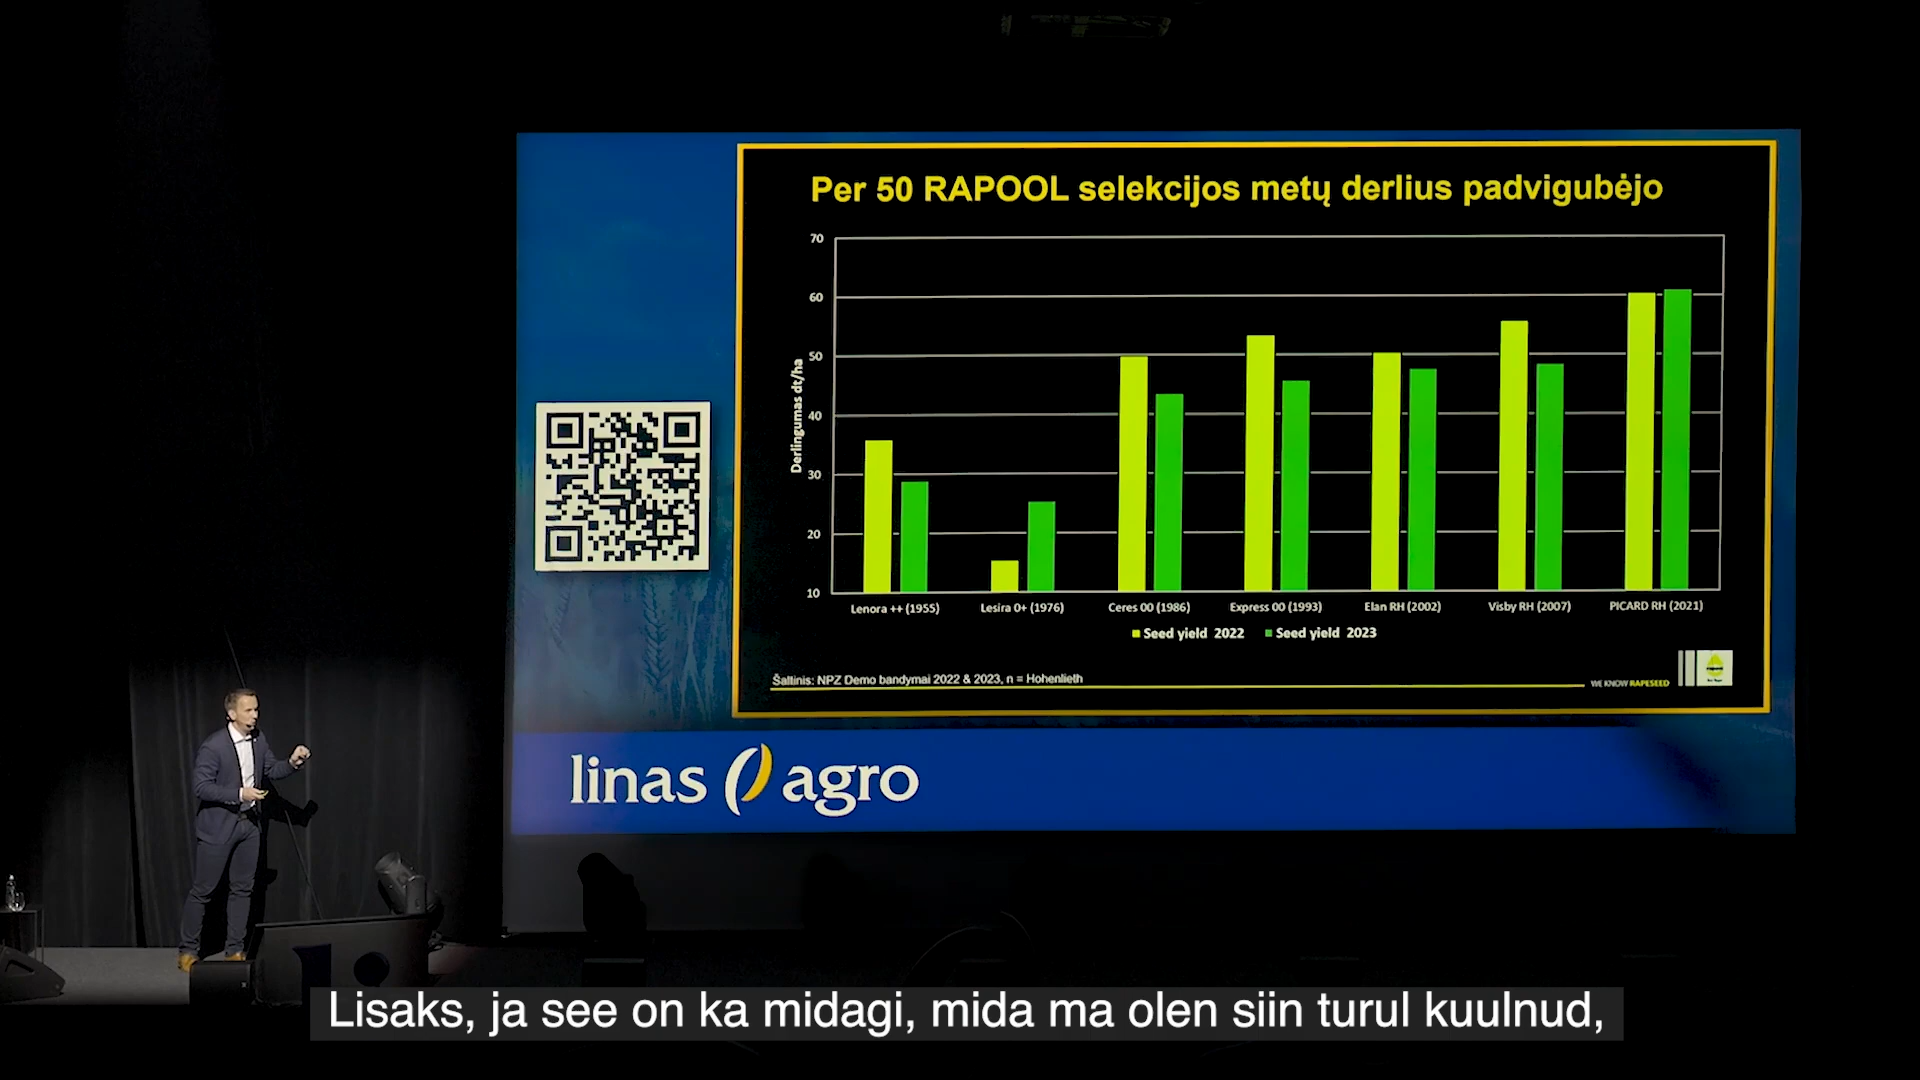 Per 50 RAPOOL selekcijos metų derlius padvigubėjo
Derlingumas dt/ha
70
60
50
40
30
20
10
Lenora ++ (1955)
Lesira 0+ (1976)
Ceres 00 (1986)
Express 00 (1993)
Elan RH (2002)
Visby RH (2007)
PICARD RH (2021)
Seed yield 2022
Seed yield 2023
Šaltinis: NPZ Demo bandymai 2022 & 2023, n = Hohenlieth
WE KNOW RAPESEED
linas agro
Lisaks, ja see on ka midagi, mida ma olen siin turul kuulnud,